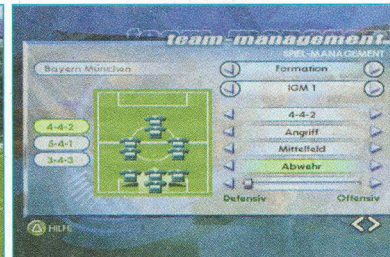 team-management
SPIEL-MANAGEMENT
Bayern München
Formation
IGM 1
4-4-2
4-4-2
Angriff
5-4-1
Mittelfeld
3-4-3
Abwehr
Defensiv
Offensiv
HILFE